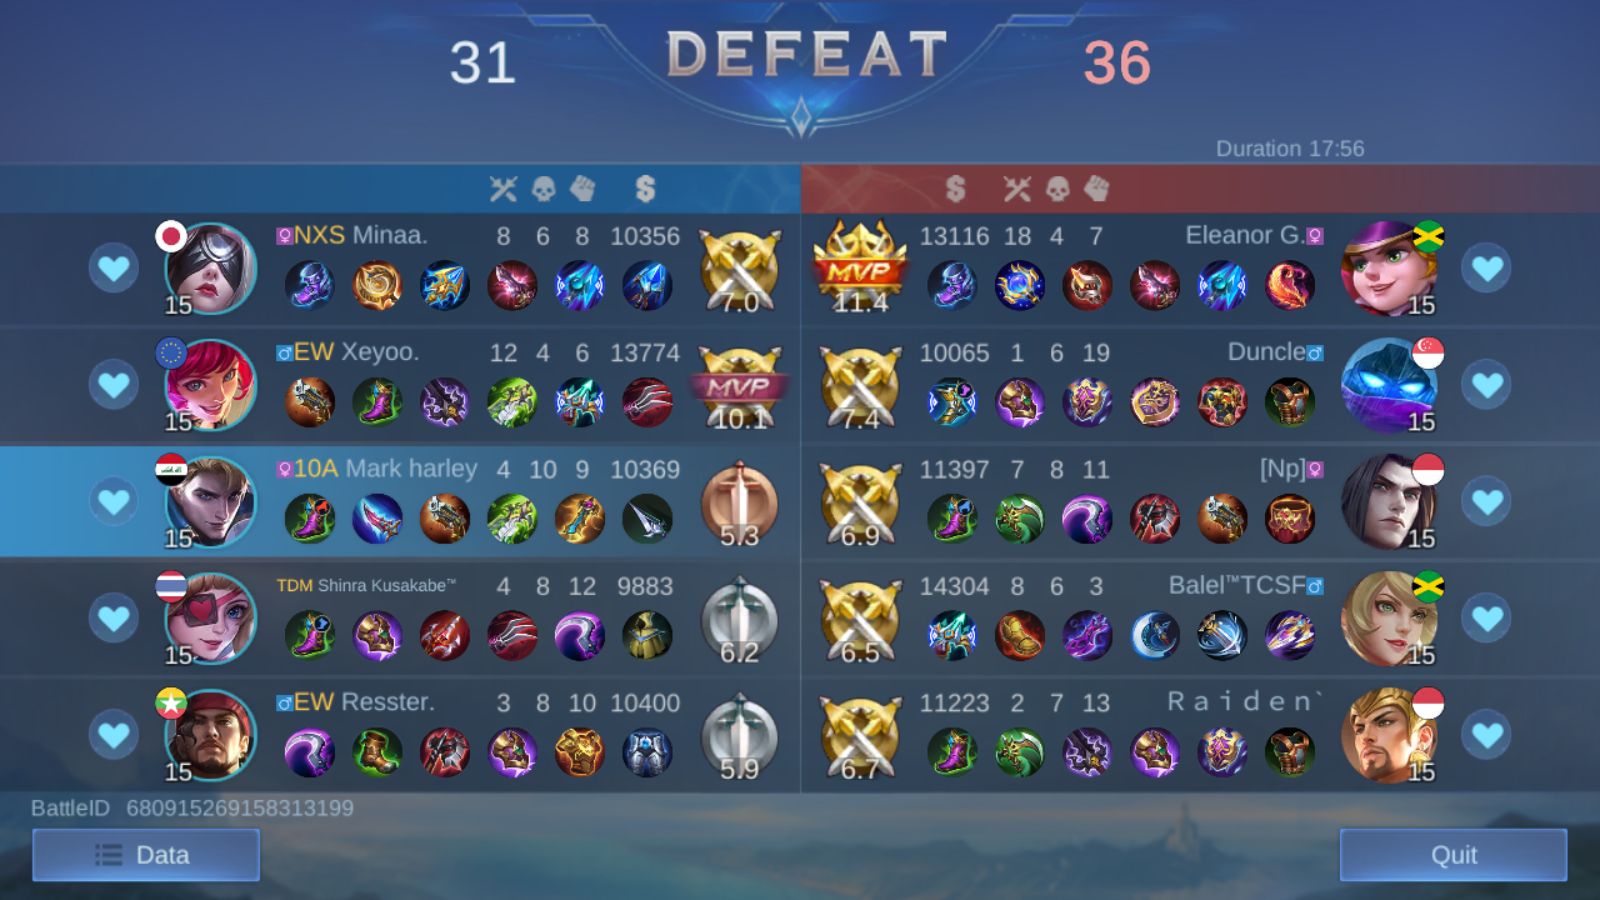 31 DEFEAT 36
Duration 17:56
NXS Minaa. 8 6 8 10356
15 7.0
MVP 13116 18 4 7 Eleanor G.
11.4 15
EW Xeyoo. 12 4 6 13774 MVP
15 10.1
10065 1 6 19 Duncle
7.4 15
10A Mark harley 4 10 9 10369
15 5.3
11397 7 8 11 [Np]
6.9 15
TDM Shinra Kusakabe™ 4 8 12 9883
15 6.2
14304 8 6 3 Balel™TCSF
6.5 15
EW Resster. 3 8 10 10400
15 5.9
11223 2 7 13 Raiden`
6.7 15
BattleID 680915269158313199
Data Quit